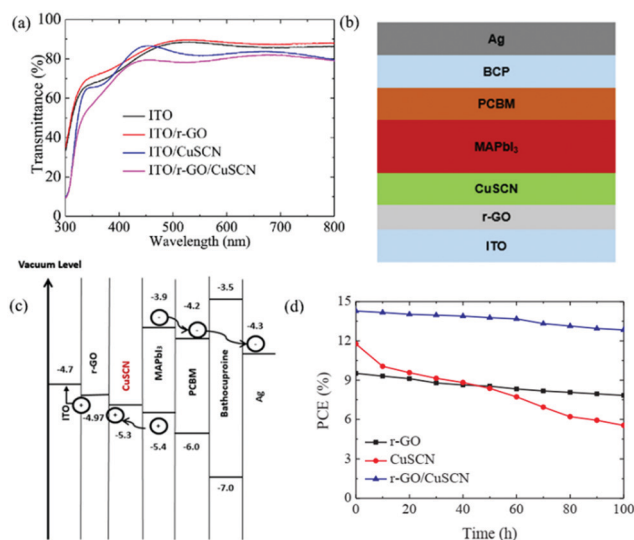 (a)
Transmittance (%)
100
80
60
40
20
0
ITO
ITO/r-GO
ITO/CuSCN
ITO/r-GO/CuSCN
300 400 500 600 700 800
Wavelength (nm)
(b)
Ag
BCP
PCBM
MAPbI₃
CuSCN
r-GO
ITO
(c)
Vacuum Level
-4.7
ITO
r-GO
-4.97
CuSCN
-5.3
-3.9
MAPbI₃
-5.4
-4.2
PCBM
-6.0
-3.5
Bathocuproine
-7.0
-4.3
Ag
(d)
PCE (%)
15
12
9
6
3
0
r-GO
CuSCN
r-GO/CuSCN
0 20 40 60 80 100
Time (h)